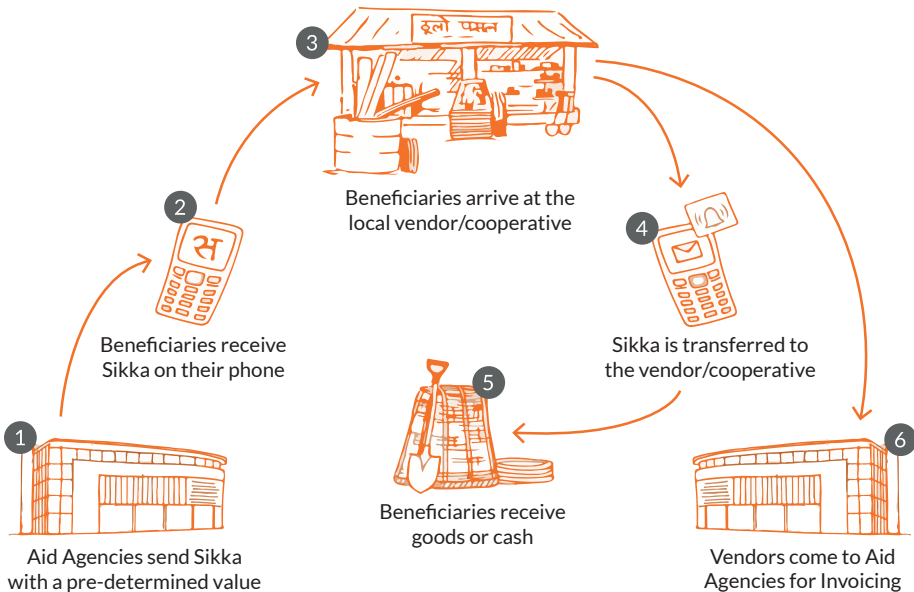 1
Aid Agencies send Sikka
with a pre-determined value
2
स
Beneficiaries receive
Sikka on their phone
3
ठूलो पसल
Beneficiaries arrive at the
local vendor/cooperative
4
Sikka is transferred to
the vendor/cooperative
5
Beneficiaries receive
goods or cash
6
Vendors come to Aid
Agencies for Invoicing